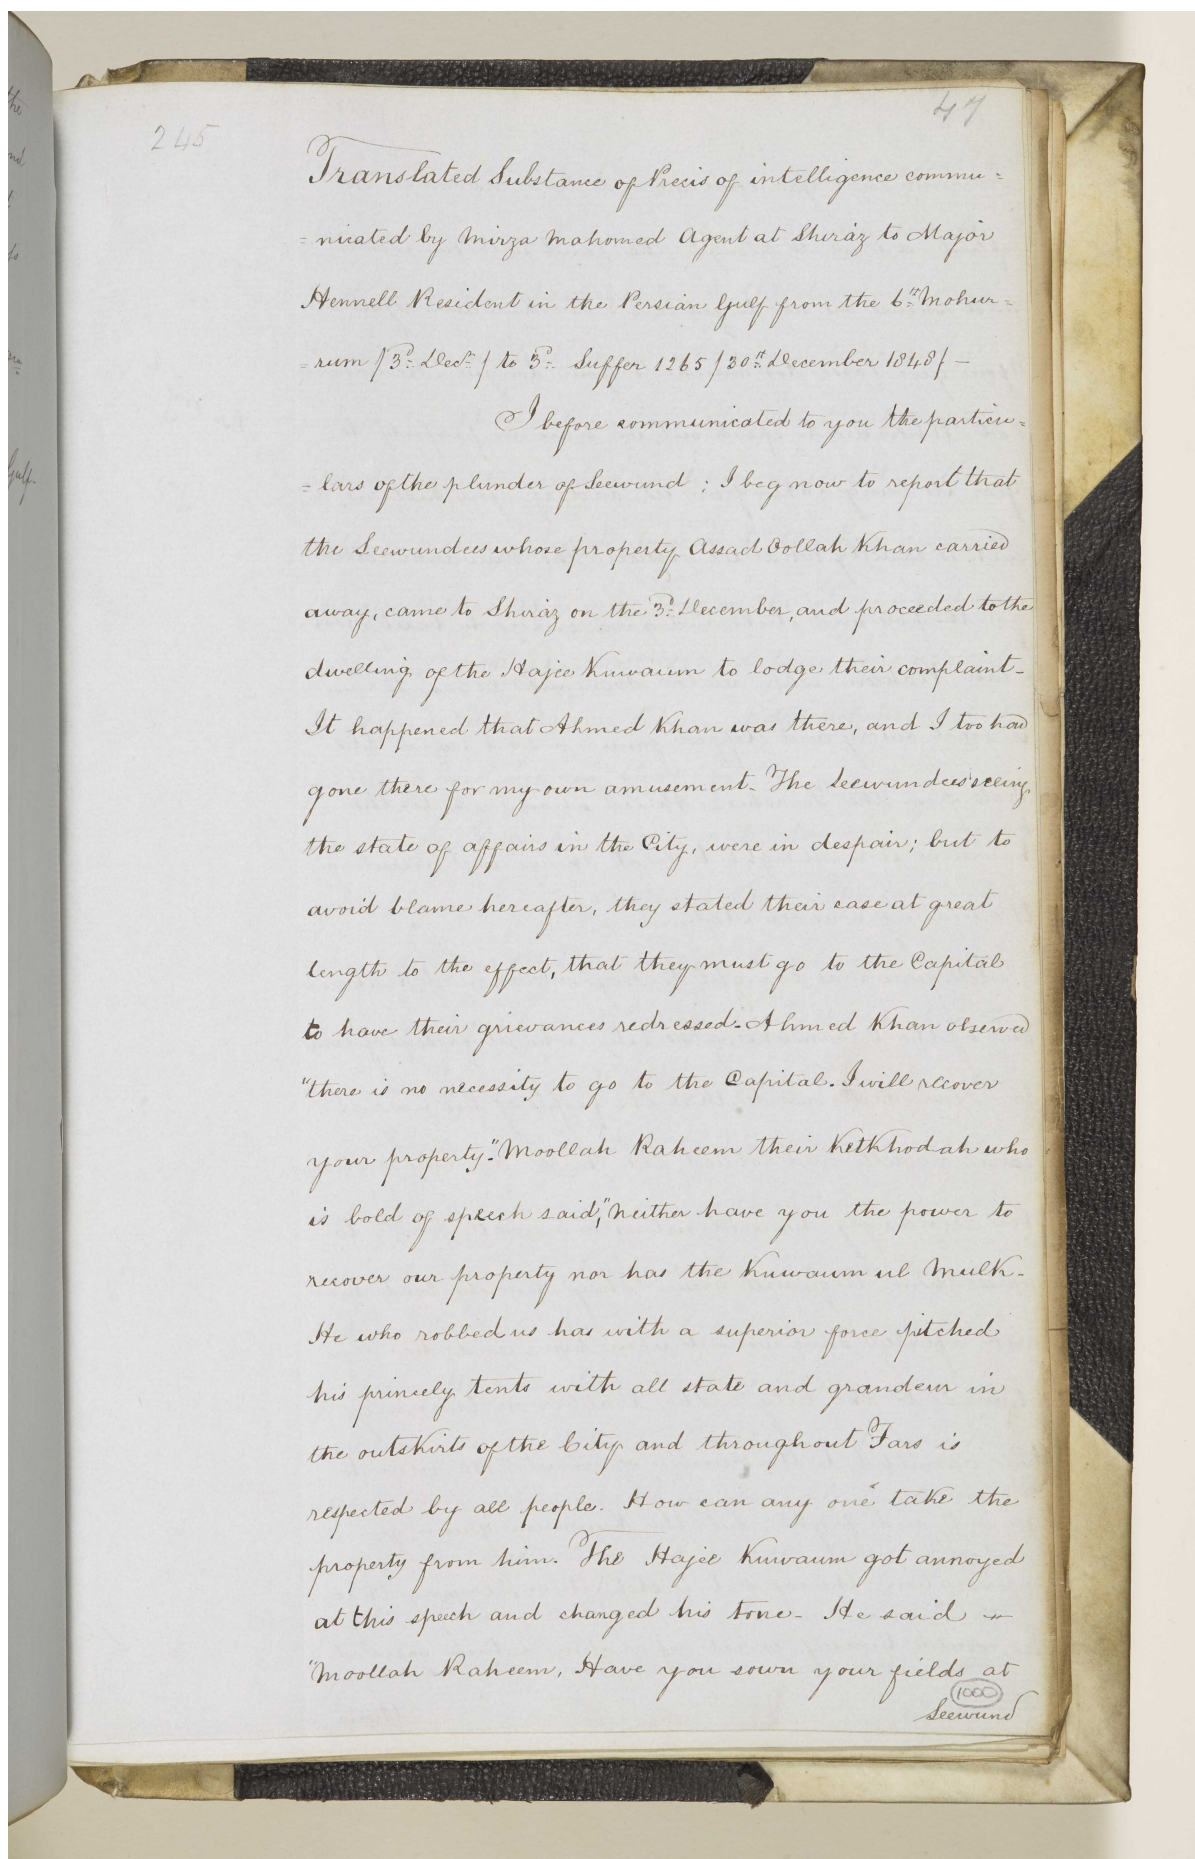 245
47
Translated Substance of Precis of intelligence commu=
=nicated by Mirza Mahomed Agent at Shiráz to Major
Hennell Resident in the Persian Gulf from the 6th Mohur=
=rum /3d Decr/ to 3d Suffer 1265 /30th December 1848/ —
I before communicated to you the particu=
=lars of the plunder of Seewund ; I beg now to report that
the Seewundees whose property Assad Oollah Khan carried
away, came to Shiráz on the 3d December, and proceeded to the
dwelling of the Hajee Kuwaum to lodge their complaint -
It happened that Ahmed Khan was there, and I too had
gone there for my own amusement - The Seewundees seeing
the state of affairs in the City, were in despair; but to
avoid blame hereafter, they stated their case at great
length to the effect, that they must go to the Capital
to have their grievances redressed - Ahmed Khan observed
"there is no necessity to go to the Capital. I will recover
your property." Moollah Raheem their Ketkhodah who
is bold of speech said, "Neither have you the power to
recover our property nor has the Kuwaum ul Mulk -
He who robbed us has with a superior force pitched
his princely tents with all state and grandeur in
the outskirts of the City and throughout Fars is
respected by all people. How can any one take the
property from him. The Hajee Kuwaum got annoyed
at this speech and changed his tone - He said —
"Moollah Raheem, Have you sown your fields at
1000
Seewund